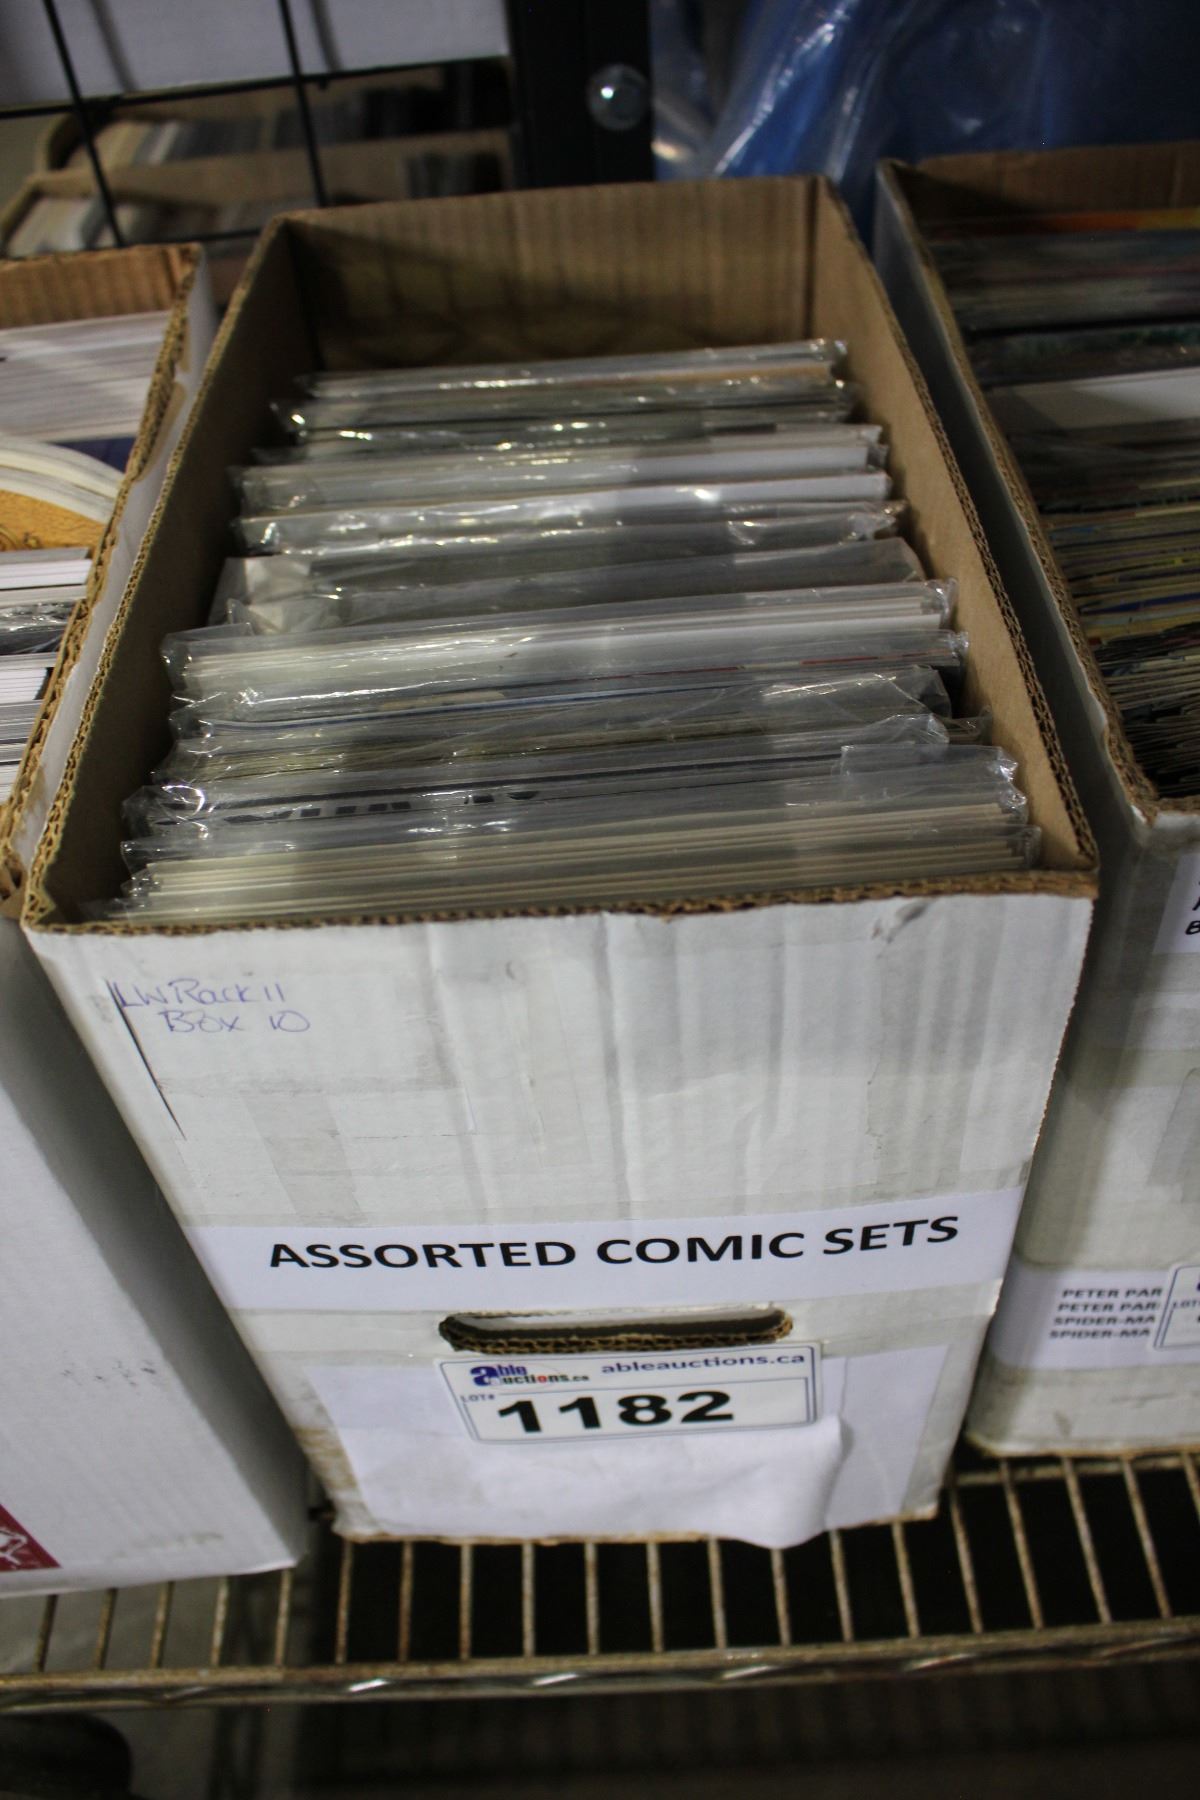 LW Rack 11
Box 10
ASSORTED COMIC SETS
able auctions.ca
ableauctions.ca
LOT#
1182
PETER PAR
PETER PAR
SPIDER-MA
SPIDER-MA
LOT